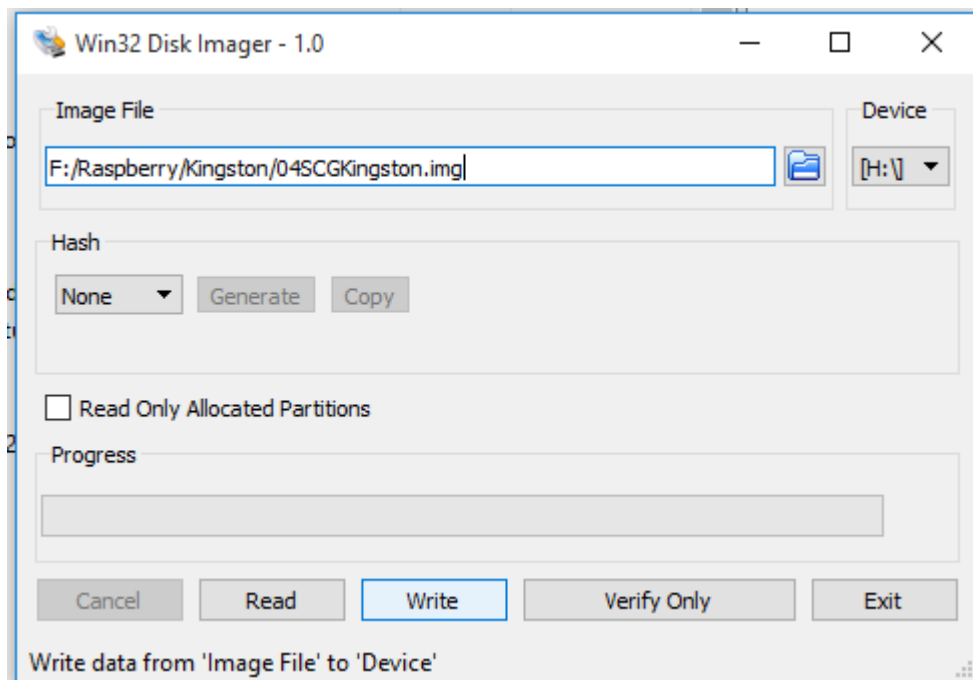 Win32 Disk Imager - 1.0
Image File
Device
F:/Raspberry/Kingston/04SCGKingston.img
[H:\]
Hash
None
Generate
Copy
Read Only Allocated Partitions
Progress
Cancel
Read
Write
Verify Only
Exit
Write data from 'Image File' to 'Device'